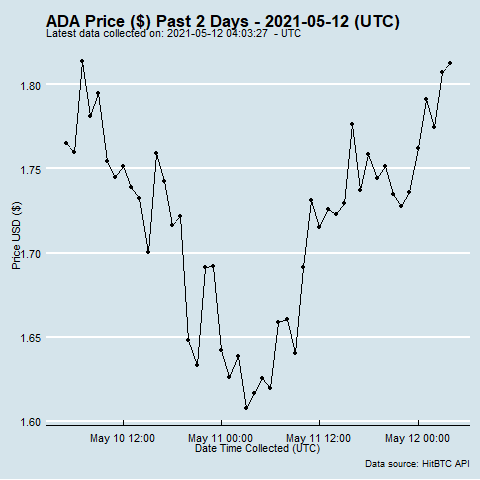 ADA Price ($) Past 2 Days - 2021-05-12 (UTC)
Latest data collected on: 2021-05-12 04:03:27  - UTC
1.80
1.75
1.70
1.65
1.60
Price USD ($)
May 10 12:00 May 11 00:00 May 11 12:00 May 12 00:00
Date Time Collected (UTC)
Data source: HitBTC API